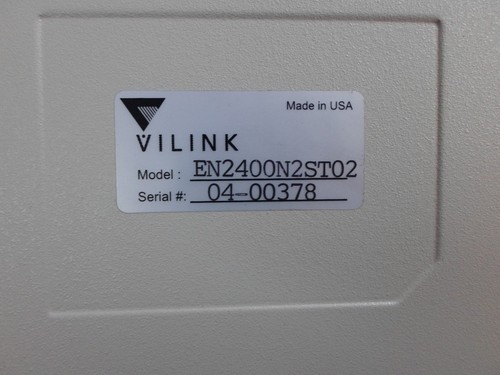 Made in USA
VILINK
Model : EN2400N2ST02
Serial #: 04-00378